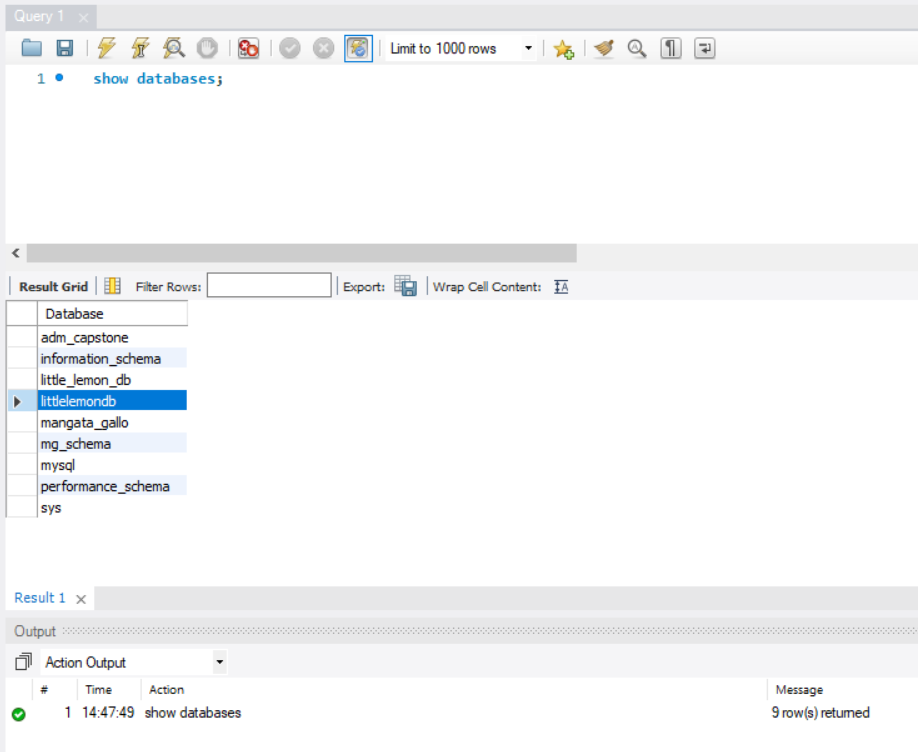 Query 1
Limit to 1000 rows
1 show databases;
Result Grid Filter Rows: Export: Wrap Cell Content: IA
Database
adm_capstone
information_schema
little_lemon_db
littlelemondb
mangata_gallo
mg_schema
mysql
performance_schema
sys
Result 1
Output
Action Output
# Time Action Message
1 14:47:49 show databases 9 row(s) returned